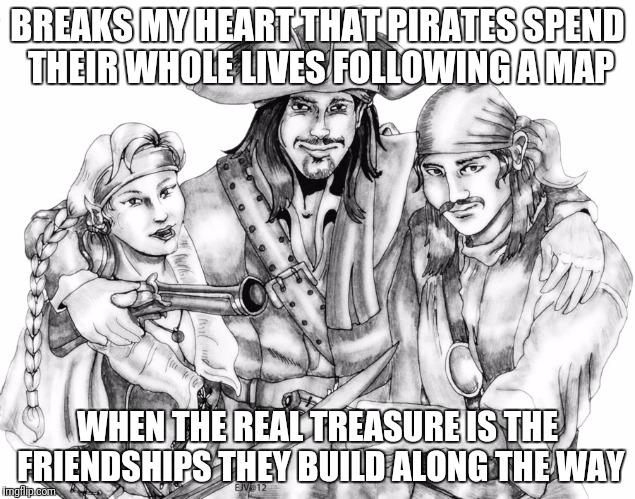 BREAKS MY HEART THAT PIRATES SPEND
THEIR WHOLE LIVES FOLLOWING A MAP
WHEN THE REAL TREASURE IS THE
FRIENDSHIPS THEY BUILD ALONG THE WAY
EJV@12
imgflip.com